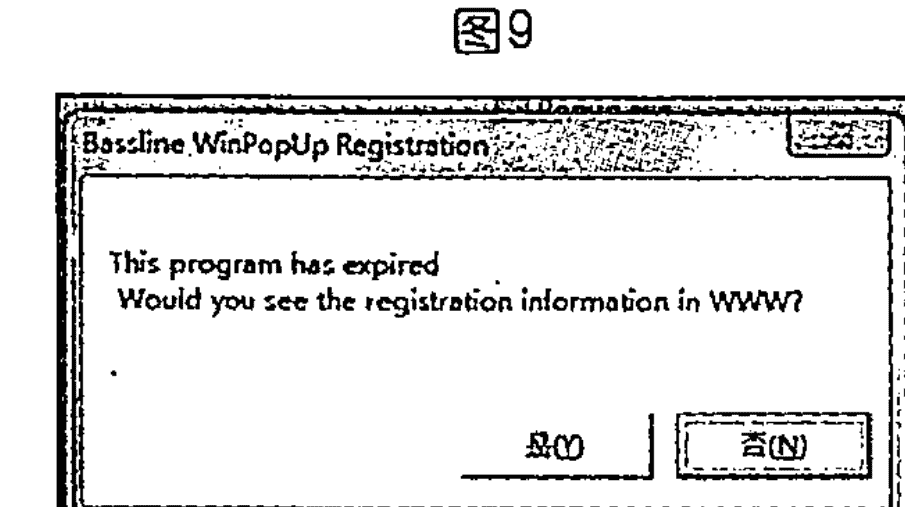 图9
Bassline WinPopUp Registration
This program has expired
Would you see the registration information in WWW?
是(Y)
否(N)